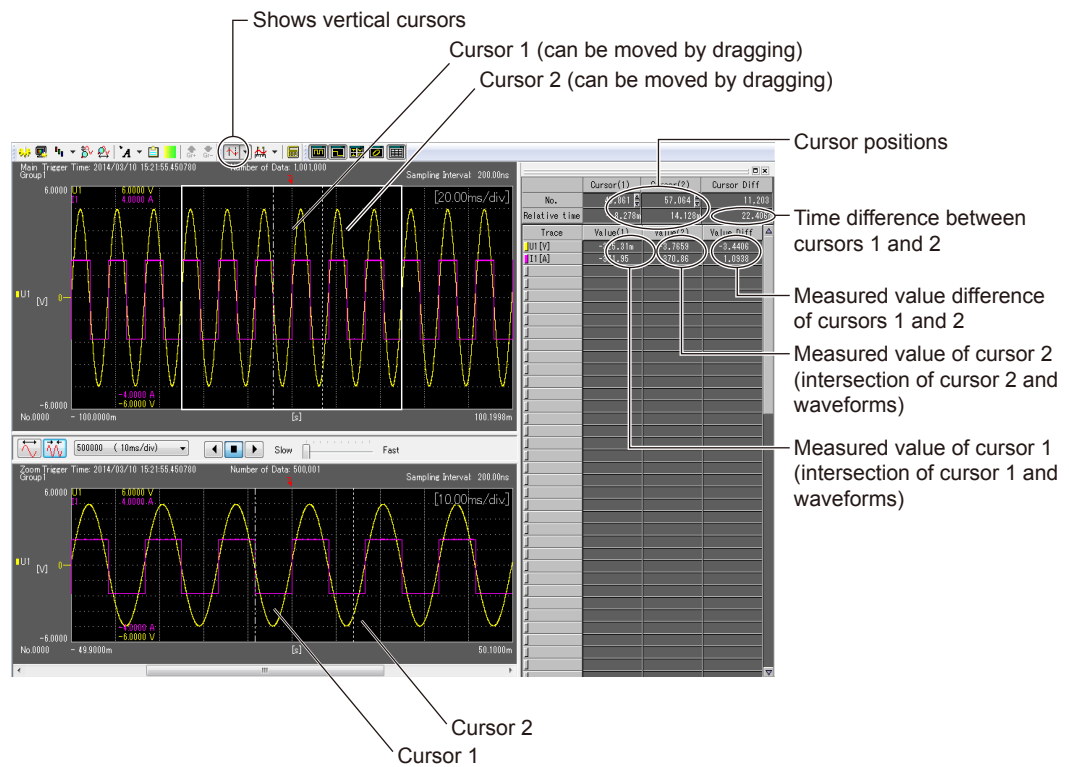 Shows vertical cursors
Cursor 1 (can be moved by dragging)
Cursor 2 (can be moved by dragging)
Cursor positions
Time difference between
cursors 1 and 2
Measured value difference
of cursors 1 and 2
Measured value of cursor 2
(intersection of cursor 2 and
waveforms)
Measured value of cursor 1
(intersection of cursor 1 and
waveforms)
Main Trigger Time: 2014/03/10 15:21:55.450780 Number of Data: 1,001,000
Group1 Sampling Interval: 200.00ns
6.0000 U1 6.0000 V
I1 4.0000 A
[20.00ms/div]
U1 [V] 0
-4.0000 A
-6.0000 -6.0000 V
No.0000 - 100.0000m [s] 100.1998m
500000 ( 10ms/div) Slow Fast
Zoom Trigger Time: 2014/03/10 15:21:55.450780 Number of Data: 500,001
Group1 Sampling Interval: 200.00ns
6.0000 U1 6.0000 V
I1 4.0000 A
[10.00ms/div]
U1 [V] 0
-4.0000 A
-6.0000 -6.0000 V
No.0000 - 49.9000m [s] 50.1000m
Cursor(1) Cursor(2) Cursor Diff
No. 57.064 11.203
Relative time 14.128m 22.406
Trace Value(1) Value(2) Value Diff
U1[V] -3.7659 -3.4406
I1[A] 1.0938
Cursor 2
Cursor 1